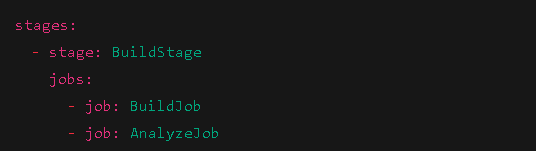 stages:
  - stage: BuildStage
    jobs:
      - job: BuildJob
      - job: AnalyzeJob